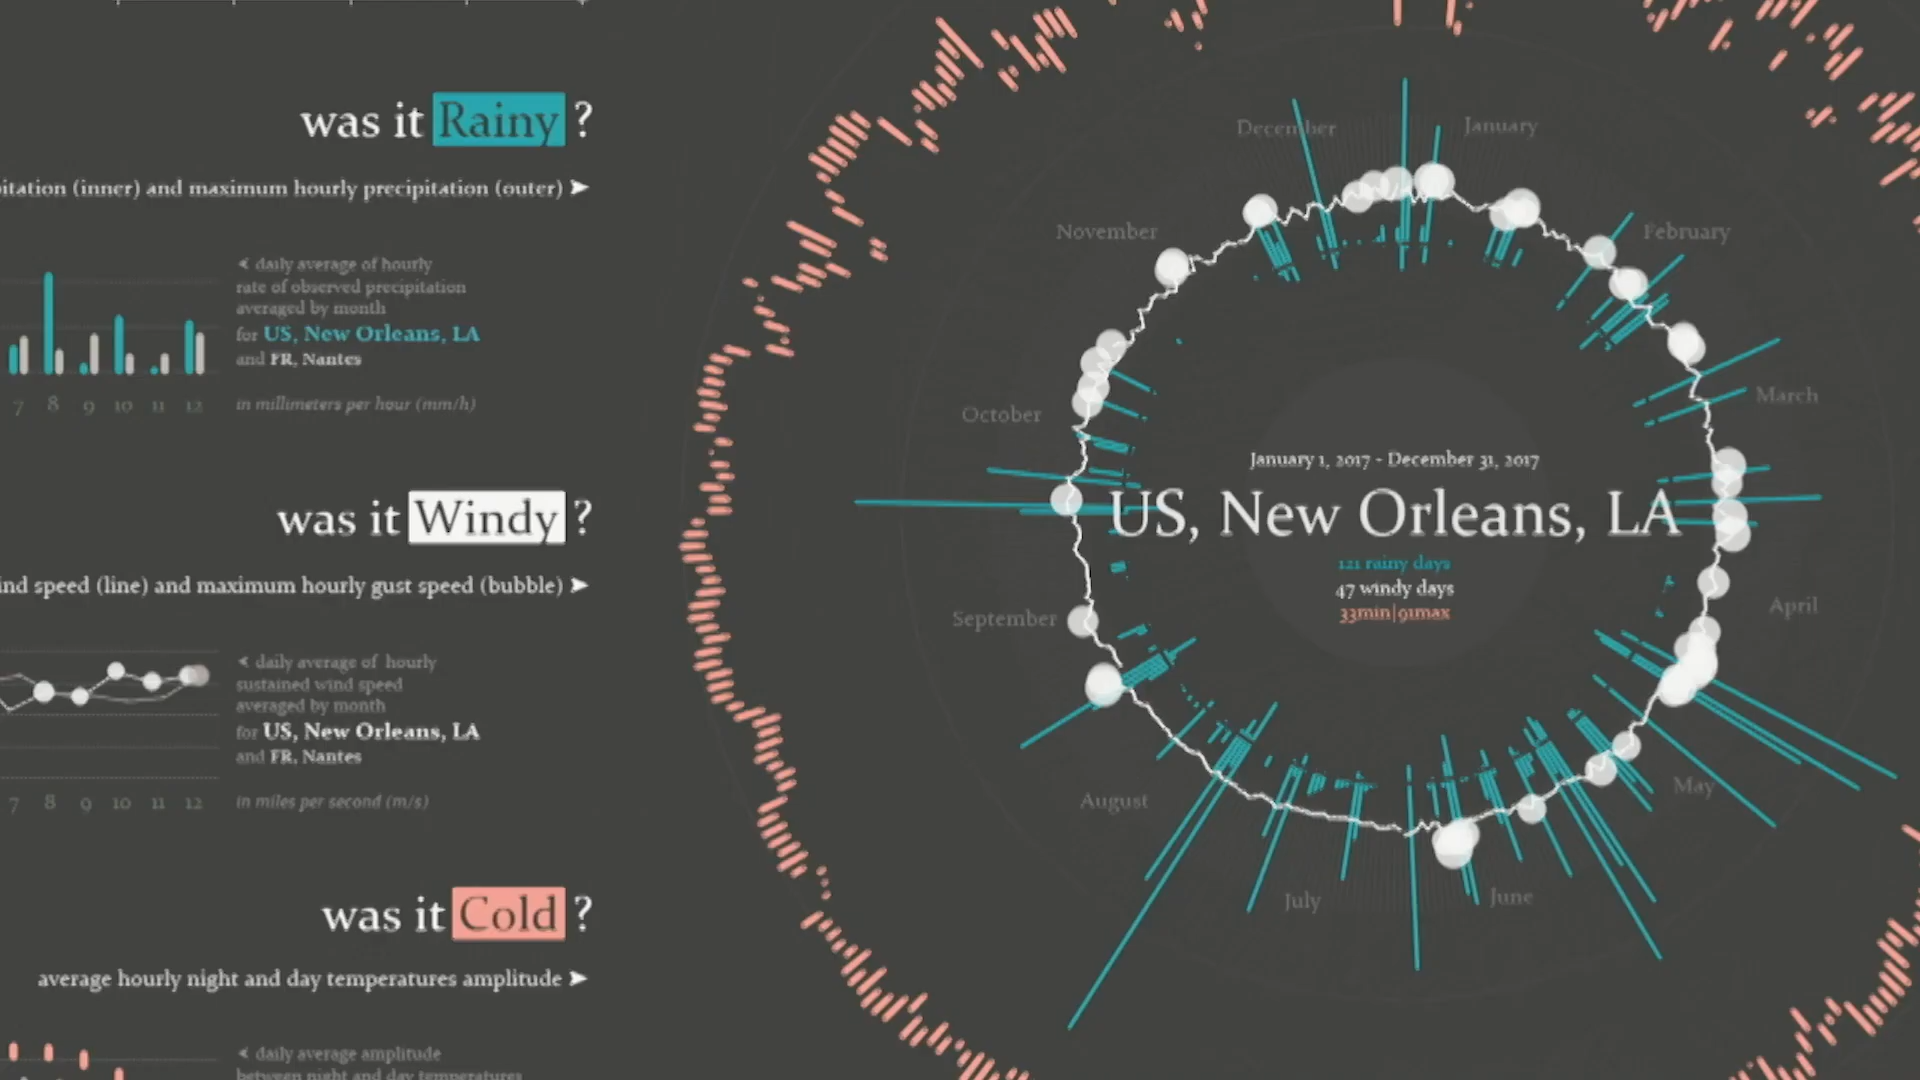 was it Rainy ?
and maximum hourly precipitation (outer) ➤
(inner)
⮜ daily average of hourly
rate of observed precipitation
averaged by month
for US, New Orleans, LA
and FR, Nantes
7 8 9 10 11 12
in millimeters per hour (mm/h)
was it Windy ?
speed (line) and maximum hourly gust speed (bubble) ➤
⮜ daily average of hourly
sustained wind speed
averaged by month
for US, New Orleans, LA
and FR, Nantes
7 8 9 10 11 12
in miles per second (m/s)
was it Cold ?
average hourly night and day temperatures amplitude ➤
⮜ daily average amplitude
between night and day temperatures
December
January
November
February
October
March
January 1, 2017 - December 31, 2017
US, New Orleans, LA
121 rainy days
47 windy days
33min|91max
September
April
August
May
July
June